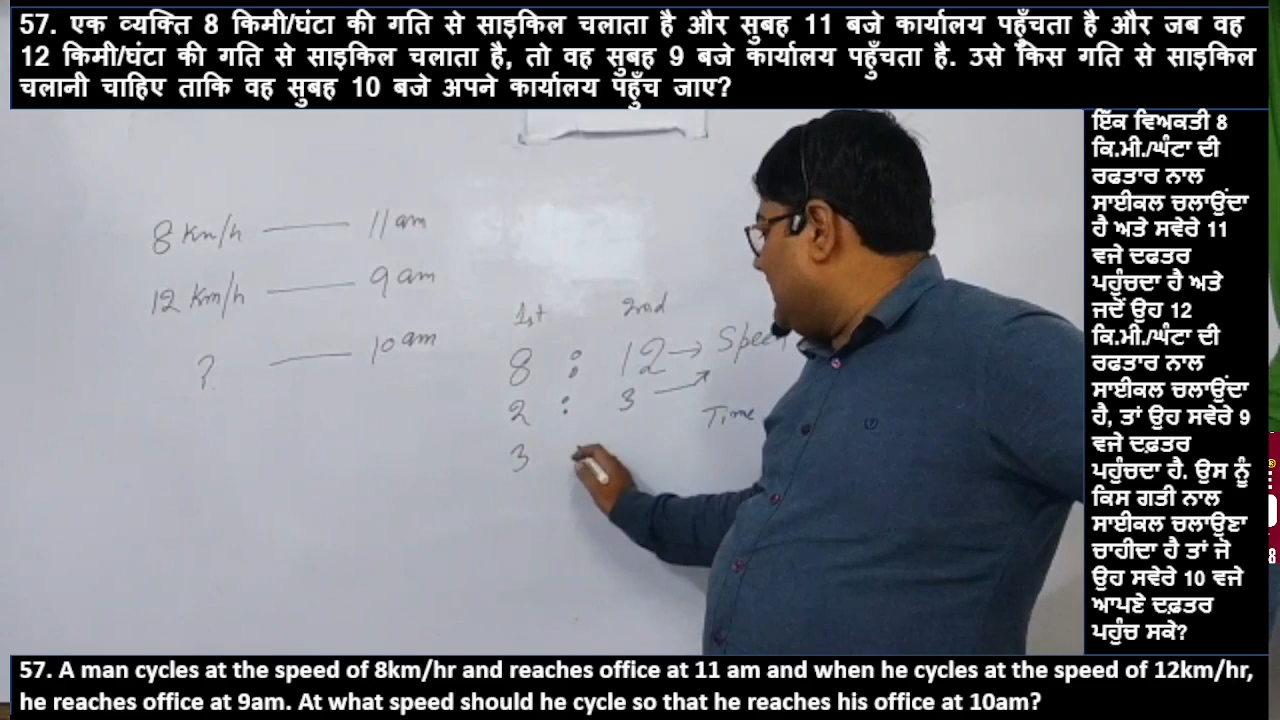 57. एक व्यक्ति 8 किमी/घंटा की गति से साइकिल चलाता है और सुबह 11 बजे कार्यालय पहुँचता है और जब वह
12 किमी/घंटा की गति से साइकिल चलाता है, तो वह सुबह 9 बजे कार्यालय पहुँचता है. उसे किस गति से साइकिल
चलानी चाहिए ताकि वह सुबह 10 बजे अपने कार्यालय पहुँच जाए?
8 km/h —— 11 am
12 km/h —— 9 am
? —— 10 am
1st 2nd
8 : 12 → Speed
2 : 3 →
Time
3
ਇੱਕ ਵਿਅਕਤੀ 8
ਕਿ.ਮੀ./ਘੰਟਾ ਦੀ
ਰਫਤਾਰ ਨਾਲ
ਸਾਈਕਲ ਚਲਾਉਂਦਾ
ਹੈ ਅਤੇ ਸਵੇਰੇ 11
ਵਜੇ ਦਫਤਰ
ਪਹੁੰਚਦਾ ਹੈ ਅਤੇ
ਜਦੋਂ ਉਹ 12
ਕਿ.ਮੀ./ਘੰਟਾ ਦੀ
ਰਫਤਾਰ ਨਾਲ
ਸਾਈਕਲ ਚਲਾਉਂਦਾ
ਹੈ, ਤਾਂ ਉਹ ਸਵੇਰੇ 9
ਵਜੇ ਦਫ਼ਤਰ
ਪਹੁੰਚਦਾ ਹੈ. ਉਸ ਨੂੰ
ਕਿਸ ਗਤੀ ਨਾਲ
ਸਾਈਕਲ ਚਲਾਉਣਾ
ਚਾਹੀਦਾ ਹੈ ਤਾਂ ਜੋ
ਉਹ ਸਵੇਰੇ 10 ਵਜੇ
ਆਪਣੇ ਦਫ਼ਤਰ
ਪਹੁੰਚ ਸਕੇ?
57. A man cycles at the speed of 8km/hr and reaches office at 11 am and when he cycles at the speed of 12km/hr,
he reaches office at 9am. At what speed should he cycle so that he reaches his office at 10am?